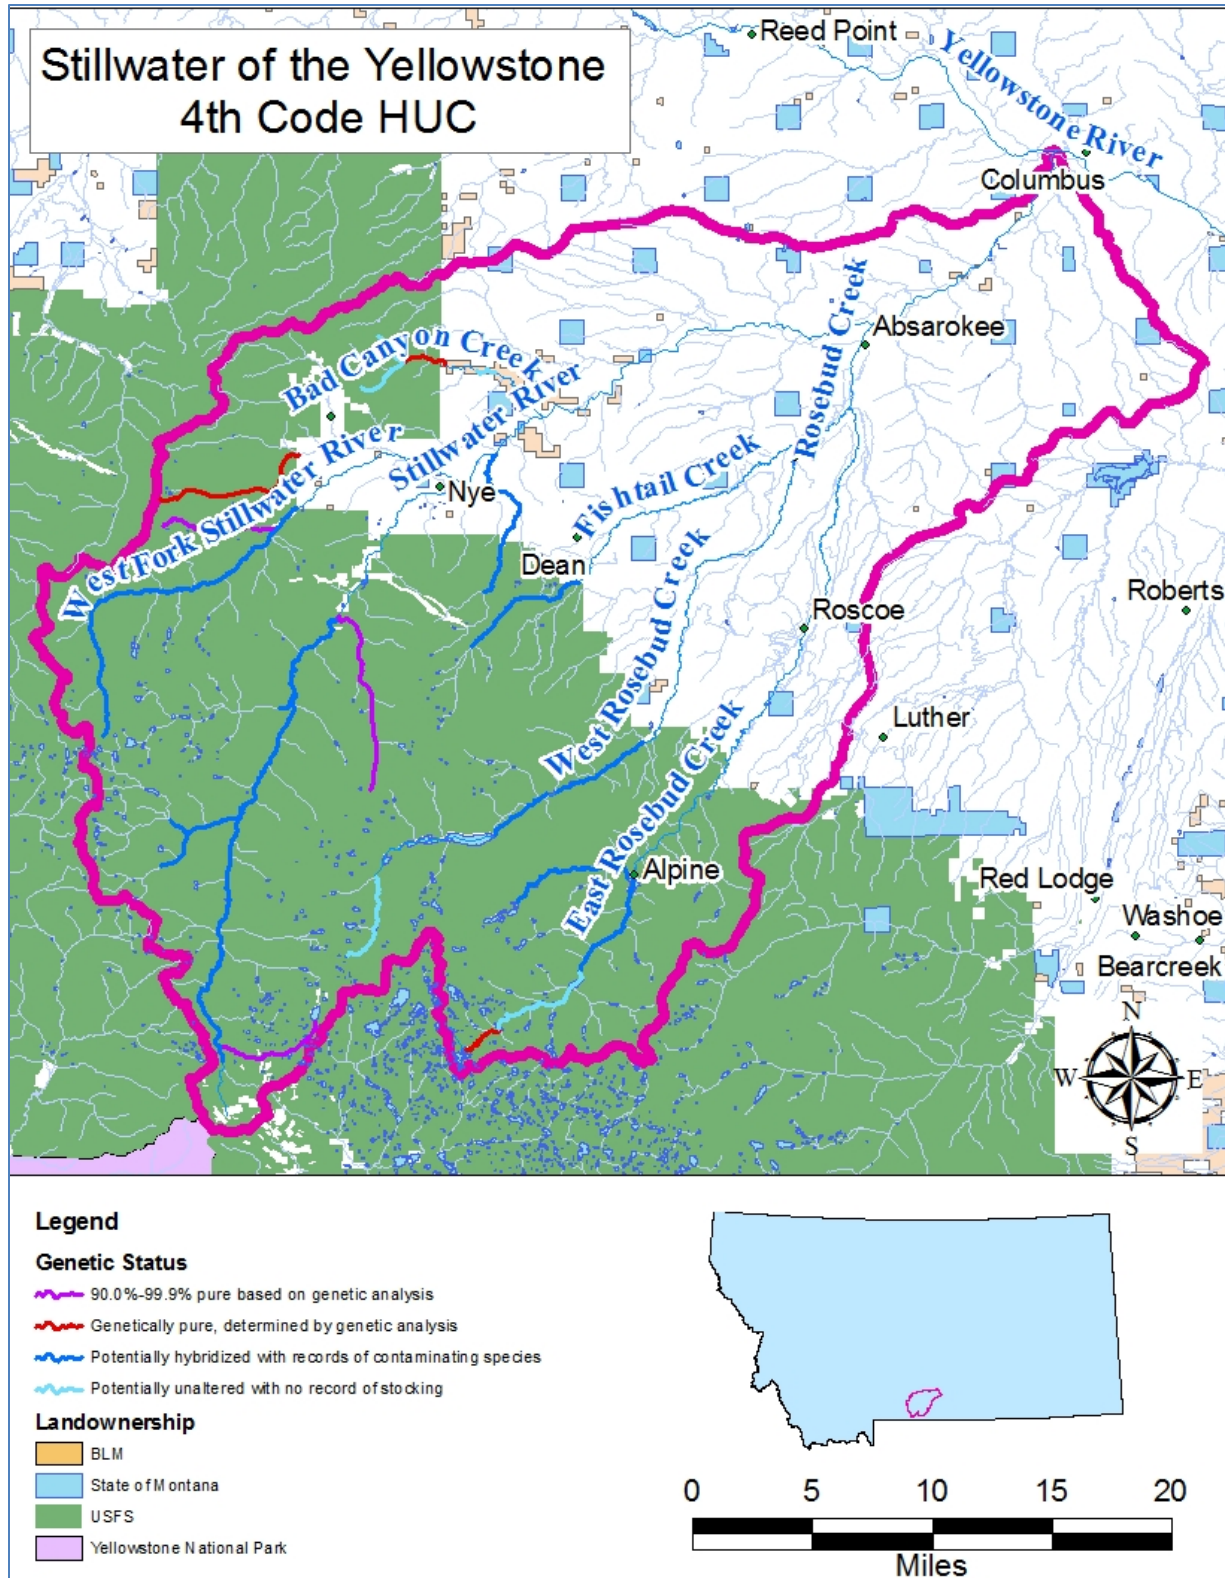 Stillwater of the Yellowstone
4th Code HUC
Reed Point
Yellowstone River
Columbus
Absarokee
Rosebud Creek
Bad Canyon Creek
Stillwater River
West Fork Stillwater River
Nye
Fishtail Creek
Dean
West Rosebud Creek
Roscoe
Roberts
Luther
East Rosebud Creek
Alpine
Red Lodge
Washoe
Bearcreek
N
W
E
S
Legend
Genetic Status
90.0%-99.9% pure based on genetic analysis
Genetically pure, determined by genetic analysis
Potentially hybridized with records of contaminating species
Potentially unaltered with no record of stocking
Landownership
BLM
State of Montana
USFS
Yellowstone National Park
0 5 10 15 20
Miles